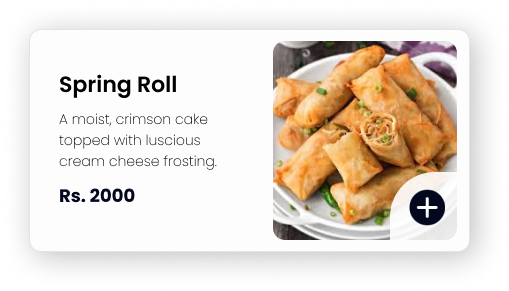 Spring Roll
A moist, crimson cake
topped with luscious
cream cheese frosting.
Rs. 2000